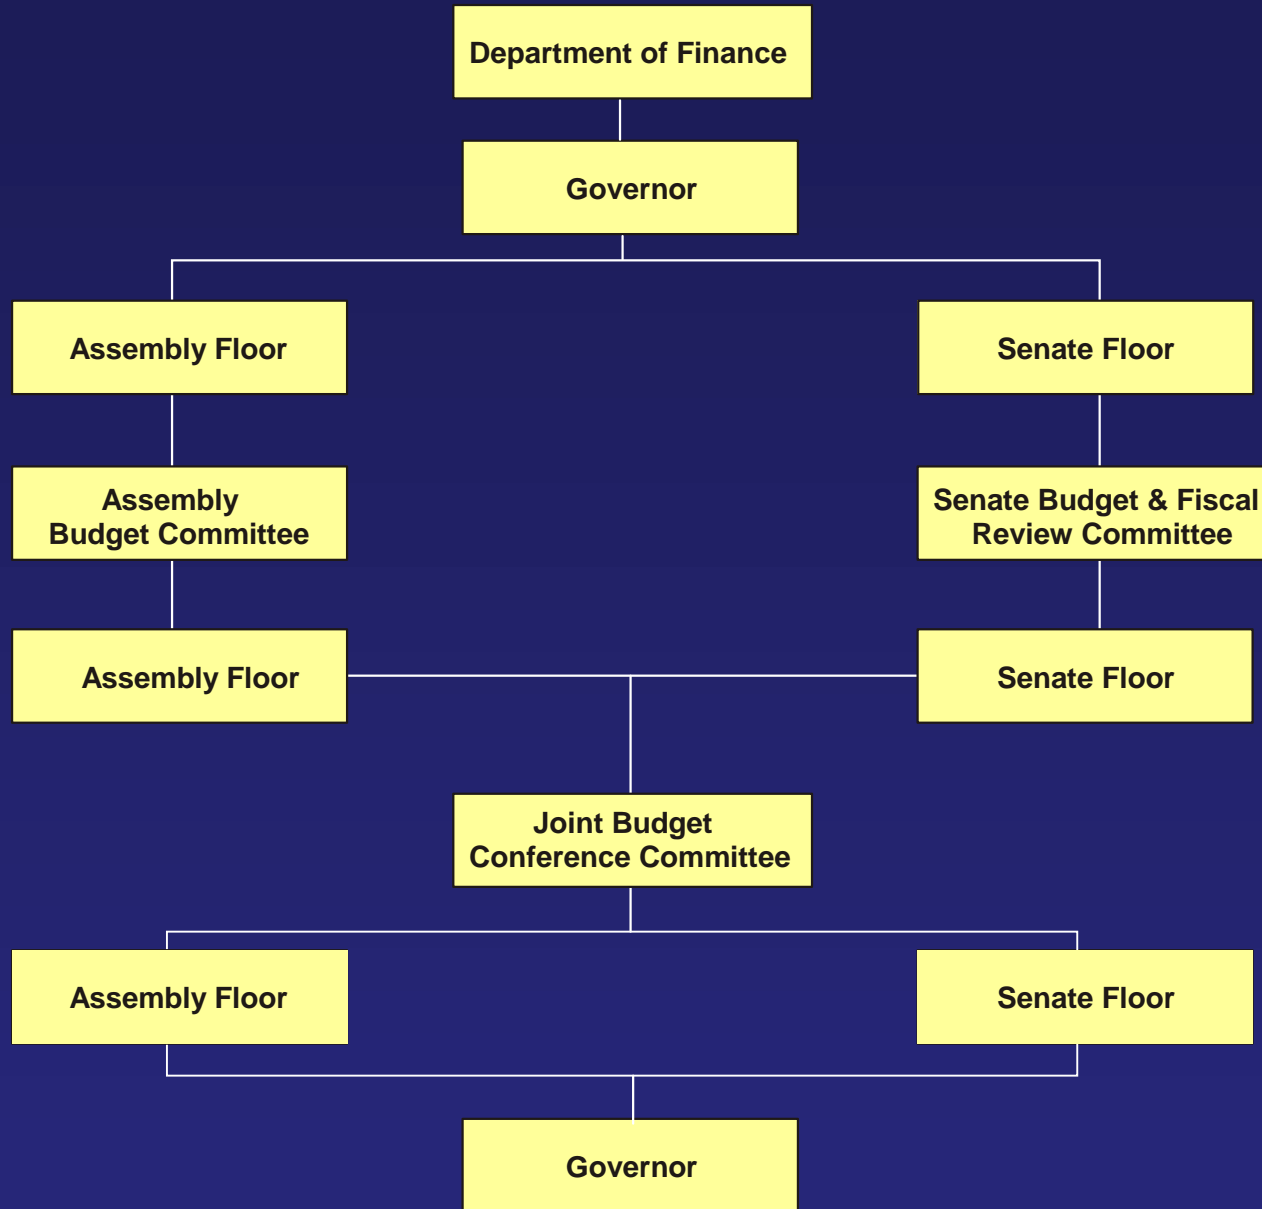 Department of Finance
Governor
Assembly Floor
Senate Floor
Assembly
Budget Committee
Senate Budget & Fiscal
Review Committee
Assembly Floor
Senate Floor
Joint Budget
Conference Committee
Assembly Floor
Senate Floor
Governor